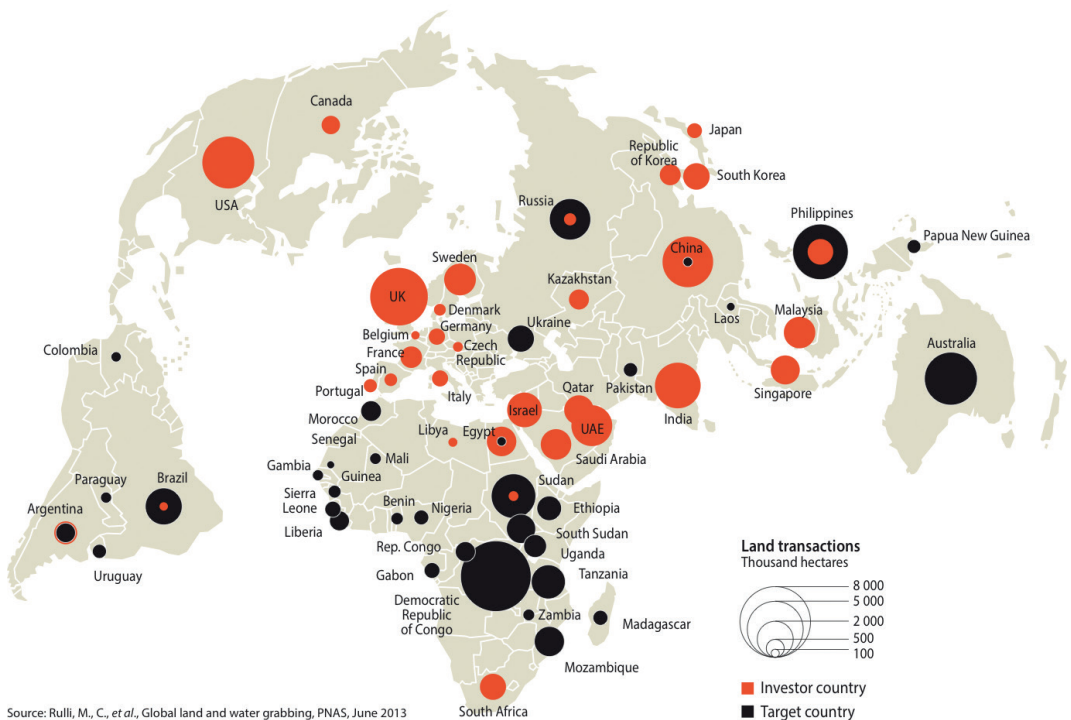 Canada
Japan
Republic
of Korea
South Korea
USA
Russia
Philippines
Papua New Guinea
China
Sweden
Kazakhstan
UK
Denmark
Laos
Malaysia
Germany
Ukraine
Belgium
Czech
Republic
Colombia
France
Australia
Spain
Qatar
Pakistan
Portugal
Italy
Singapore
Israel
India
Morocco
UAE
Libya
Egypt
Senegal
Saudi Arabia
Mali
Gambia
Guinea
Paraguay
Brazil
Sudan
Sierra
Leone
Benin
Nigeria
Ethiopia
Argentina
Liberia
South Sudan
Rep. Congo
Uganda
Uruguay
Gabon
Tanzania
Democratic
Republic
of Congo
Zambia
Madagascar
Mozambique
South Africa
Land transactions
Thousand hectares
8 000
5 000
2 000
500
100
Investor country
Target country
Source: Rulli, M., C., et al., Global land and water grabbing, PNAS, June 2013